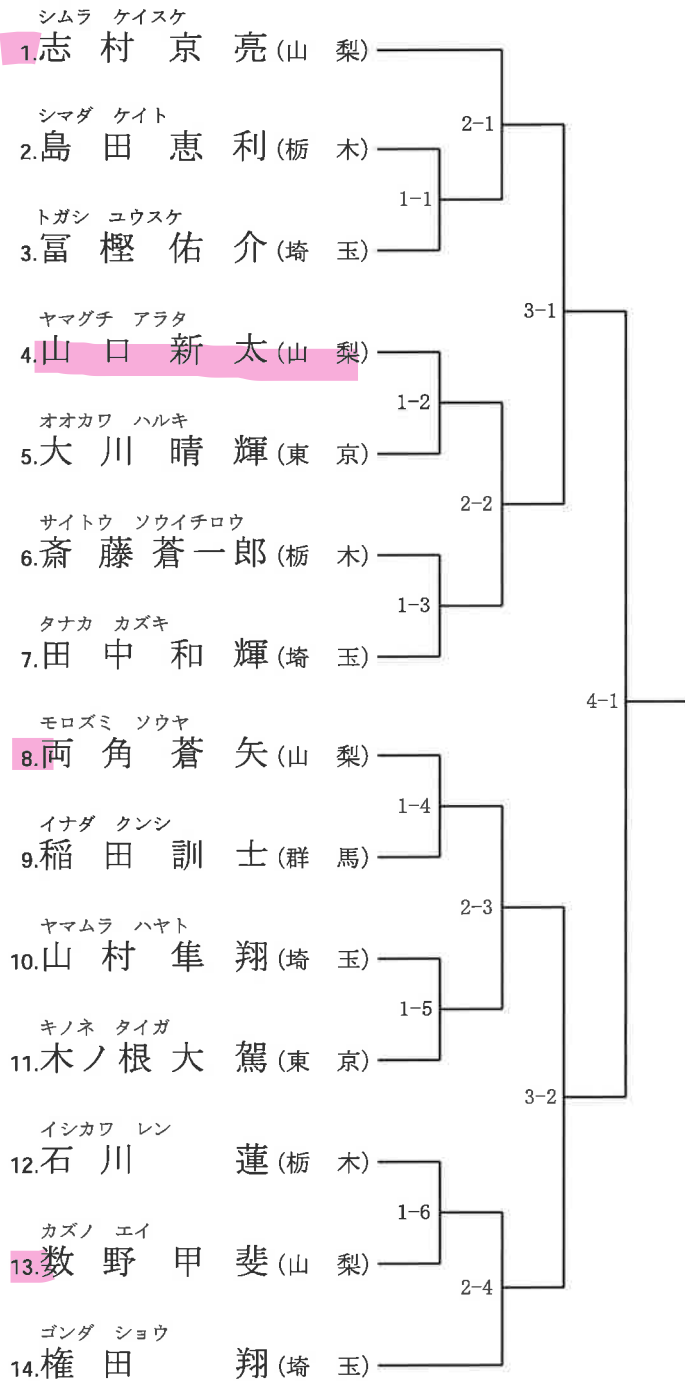 シムラ ケイスケ
1.志村京亮(山梨)
シマダ ケイト
2.島田恵利(栃木)
トガシ ユウスケ
3.冨樫佑介(埼玉)
ヤマグチ アラタ
4.山口新太(山梨)
オオカワ ハルキ
5.大川晴輝(東京)
サイトウ ソウイチロウ
6.斎藤蒼一郎(栃木)
タナカ カズキ
7.田中和輝(埼玉)
モロズミ ソウヤ
8.両角蒼矢(山梨)
イナダ クンシ
9.稲田訓士(群馬)
ヤマムラ ハヤト
10.山村隼翔(埼玉)
キノネ タイガ
11.木ノ根大駕(東京)
イシカワ レン
12.石川蓮(栃木)
カズノ エイ
13.数野甲斐(山梨)
ゴンダ ショウ
14.権田翔(埼玉)
2-1
1-1
3-1
1-2
2-2
1-3
4-1
1-4
2-3
1-5
3-2
1-6
2-4